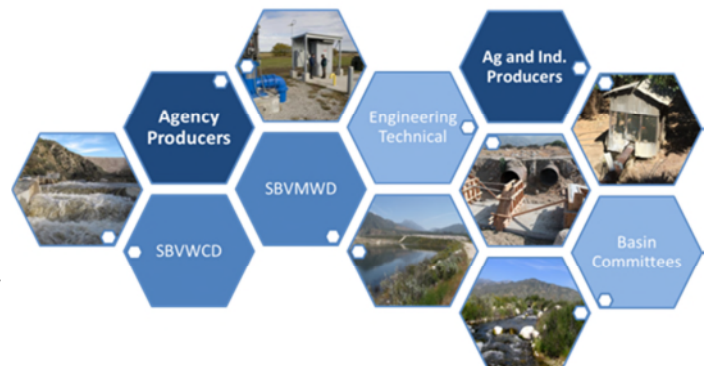 Ag and Ind.
Producers
Agency
Producers
Engineering
Technical
SBVMWD
SBVWCD
Basin
Committees